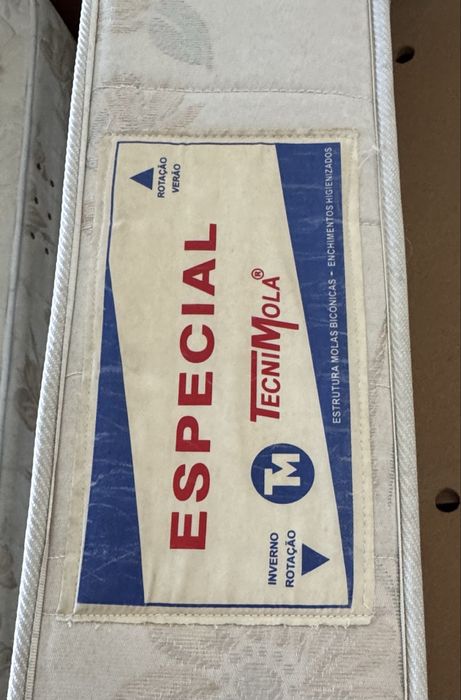 ROTAÇÃO
VERÃO
ESPECIAL
TM
TECNIMOLA®
INVERNO
ROTAÇÃO
ESTRUTURA MOLAS BICÓNICAS - ENCHIMENTOS HIGIENIZADOS